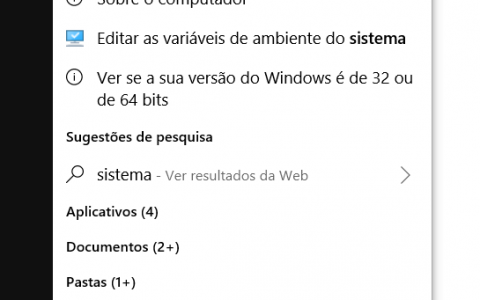 Sobre o computador
Editar as variáveis de ambiente do sistema
Ver se a sua versão do Windows é de 32 ou
de 64 bits
Sugestões de pesquisa
sistema - Ver resultados da Web
Aplicativos (4)
Documentos (2+)
Pastas (1+)